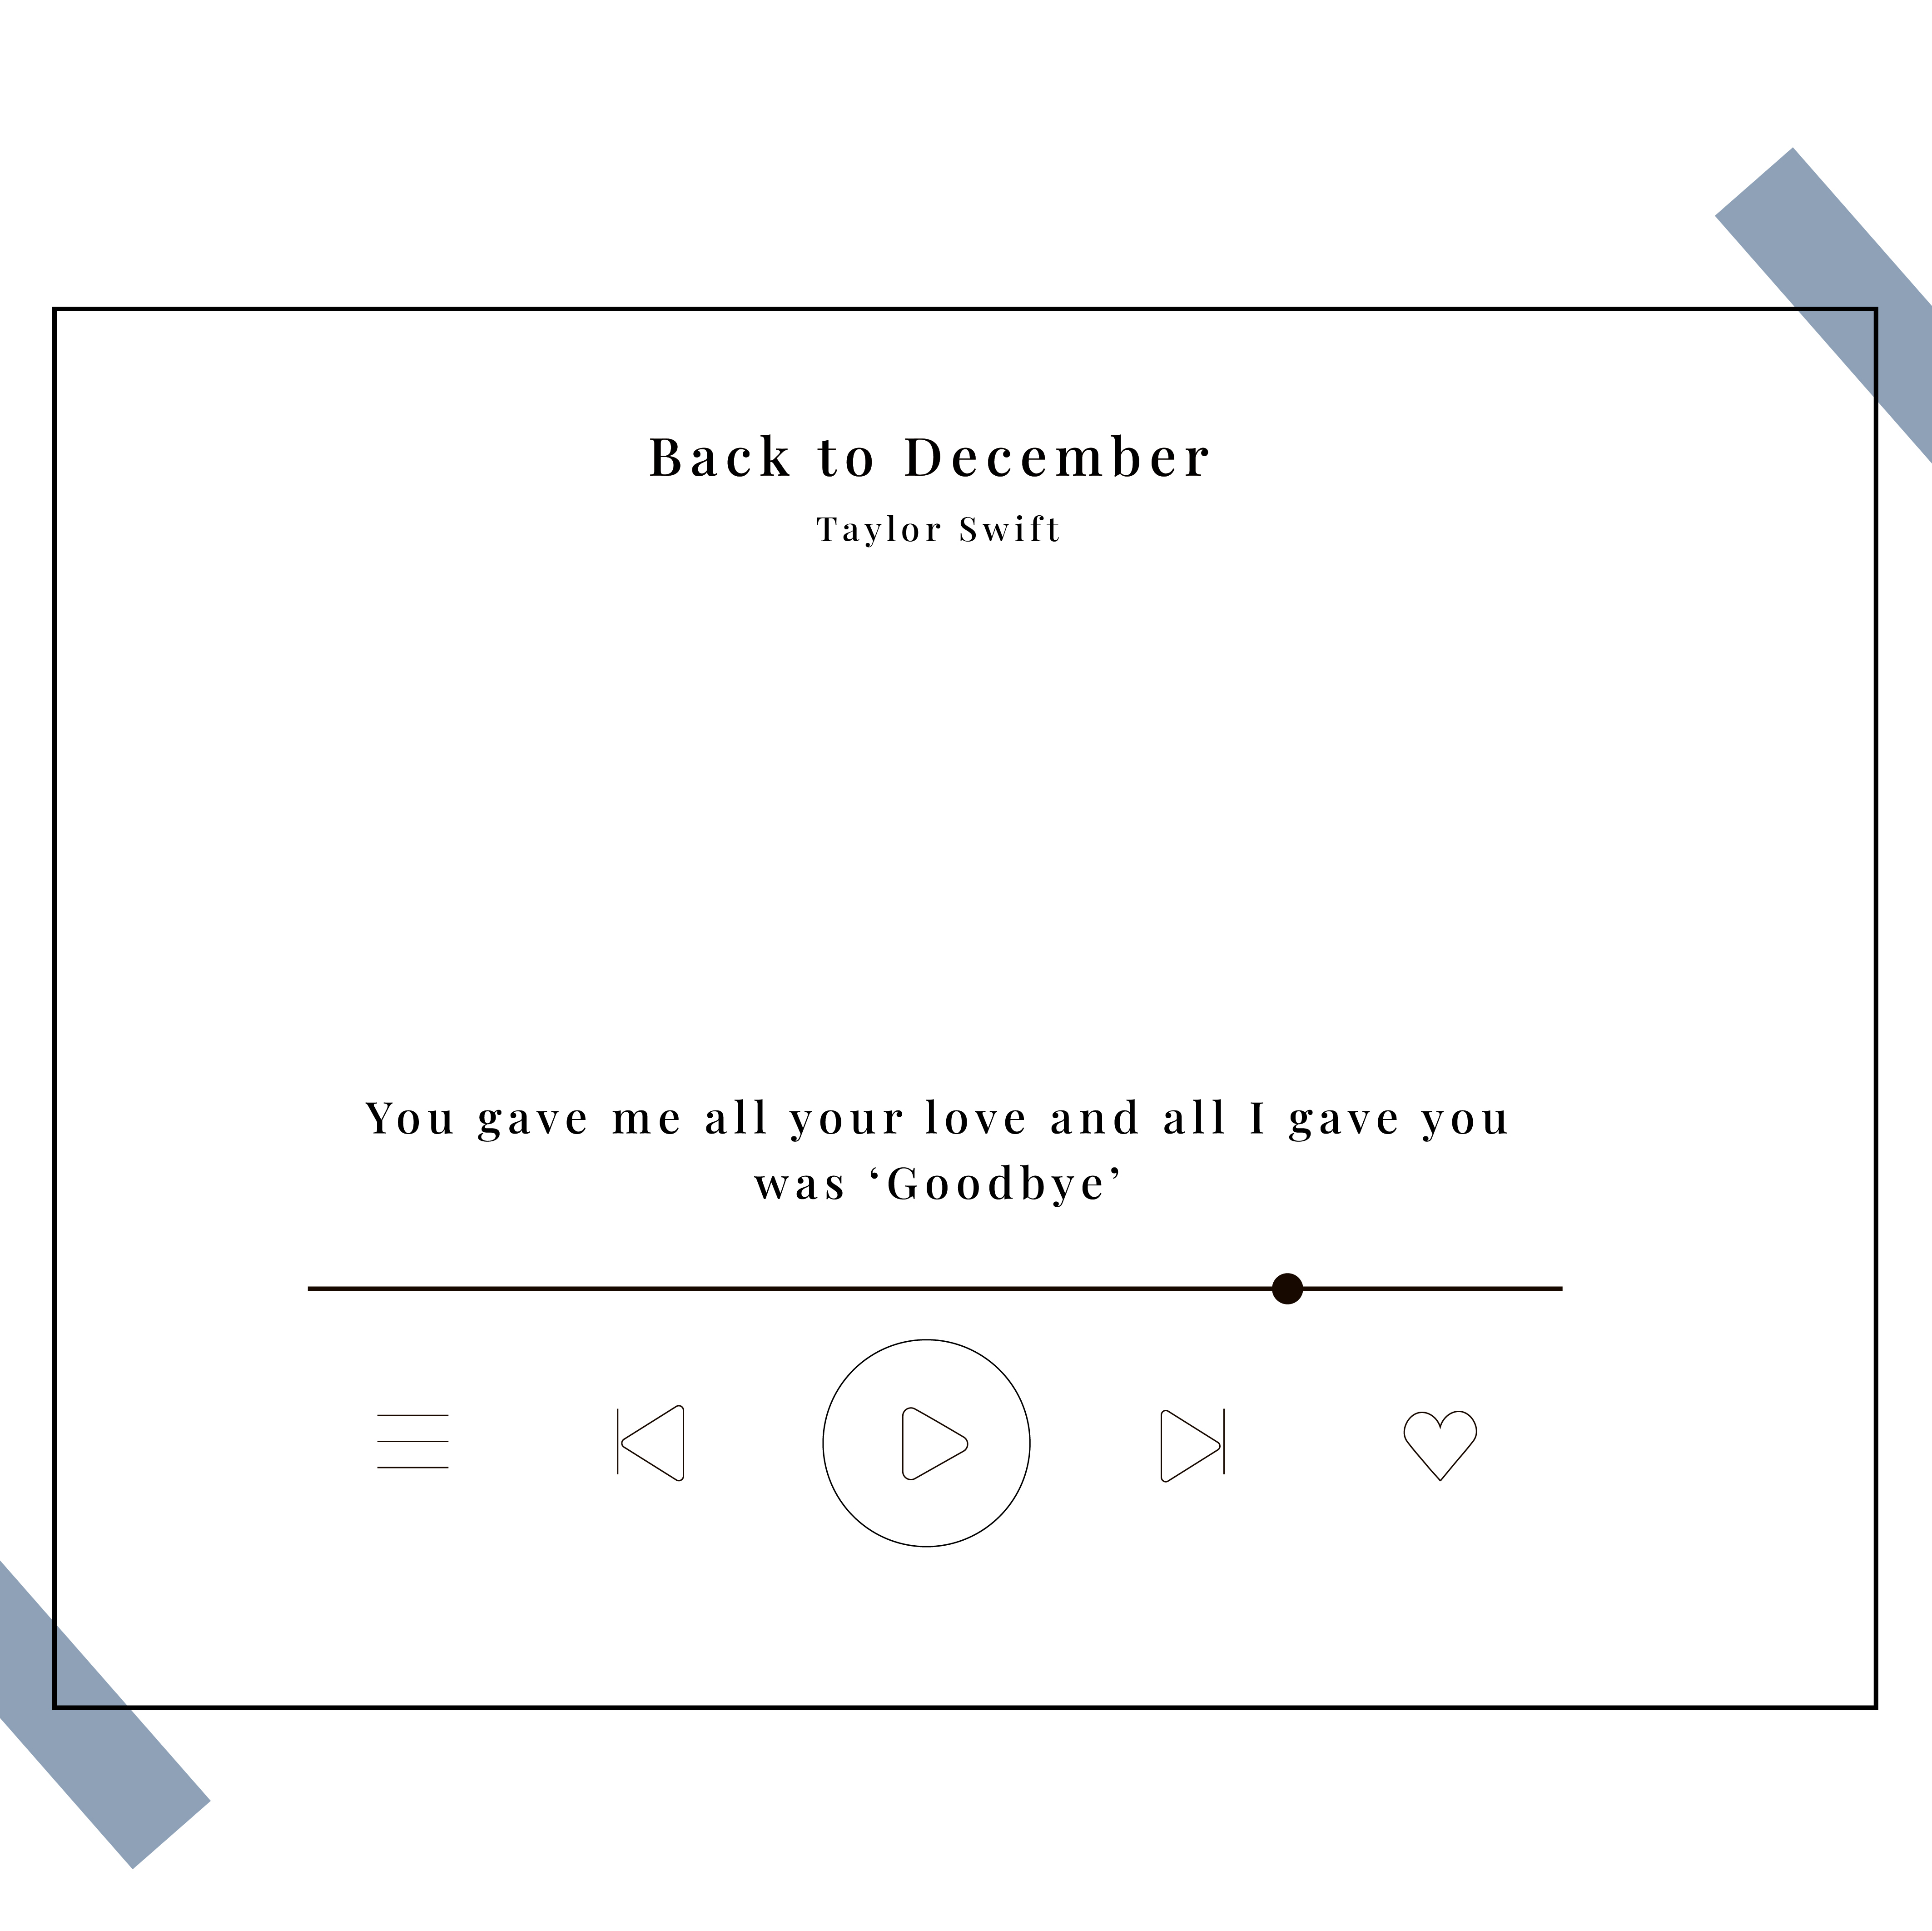 Back to December
Taylor Swift
You gave me all your love and all I gave you
was ‘Goodbye’